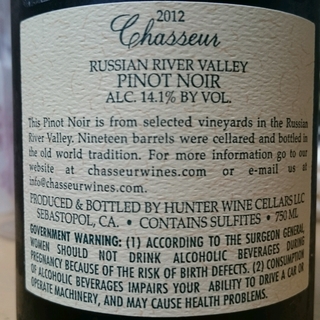 2012
Chasseur
RUSSIAN RIVER VALLEY
PINOT NOIR
ALC. 14.1% BY VOL.
This Pinot Noir is from selected vineyards in the Russian
River Valley. Nineteen barrels were cellared and bottled in
the old world tradition. For more information go to our
website at chasseurwines.com or e-mail us at
info@chasseurwines.com.
PRODUCED & BOTTLED BY HUNTER WINE CELLARS LLC
SEBASTOPOL, CA. • CONTAINS SULFITES • 750 ML
GOVERNMENT WARNING: (1) ACCORDING TO THE SURGEON GENERAL
WOMEN SHOULD NOT DRINK ALCOHOLIC BEVERAGES DURING
PREGNANCY BECAUSE OF THE RISK OF BIRTH DEFECTS. (2) CONSUMPTION
OF ALCOHOLIC BEVERAGES IMPAIRS YOUR ABILITY TO DRIVE A CAR OR
OPERATE MACHINERY, AND MAY CAUSE HEALTH PROBLEMS.